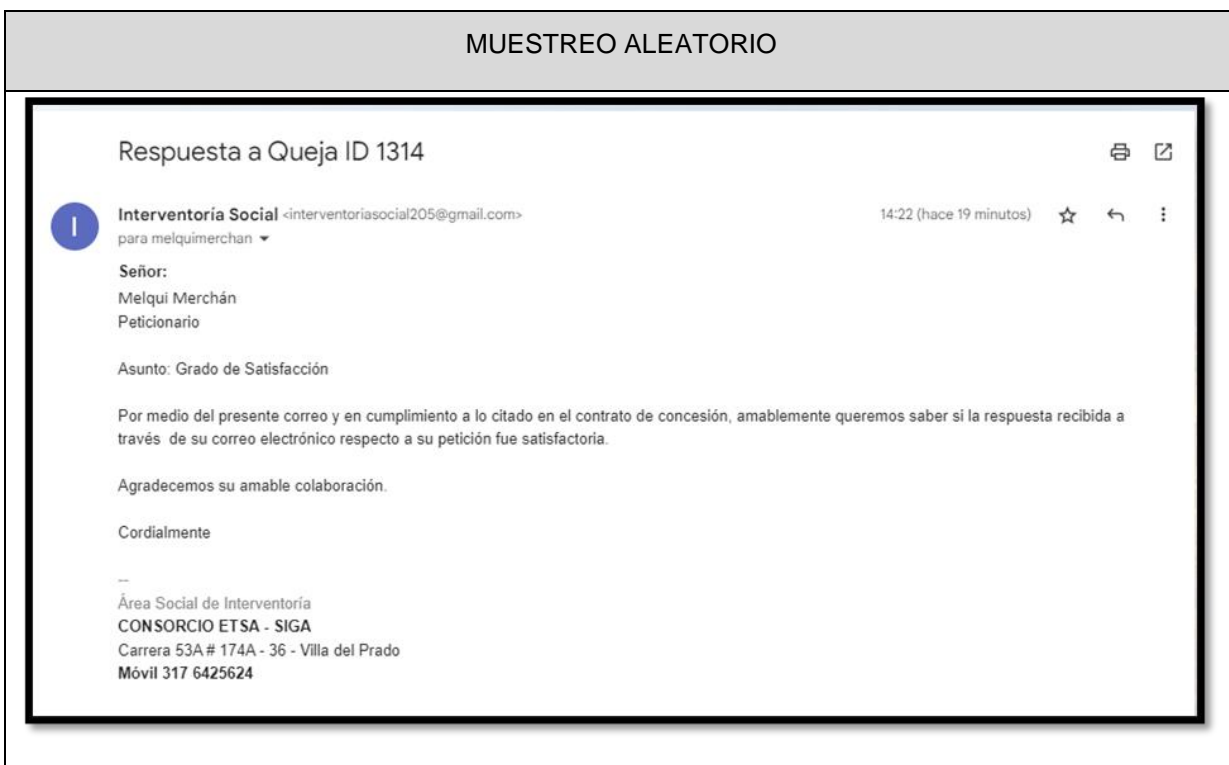 MUESTREO ALEATORIO
Respuesta a Queja ID 1314
I
Interventoría Social <interventoriasocial205@gmail.com>
14:22 (hace 19 minutos)
para melquimerchan
Señor:
Melqui Merchán
Peticionario
Asunto: Grado de Satisfacción
Por medio del presente correo y en cumplimiento a lo citado en el contrato de concesión, amablemente queremos saber si la respuesta recibida a
través  de su correo electrónico respecto a su petición fue satisfactoria.
Agradecemos su amable colaboración.
Cordialmente
--
Área Social de Interventoría
CONSORCIO ETSA - SIGA
Carrera 53A # 174A - 36 - Villa del Prado
Móvil 317 6425624